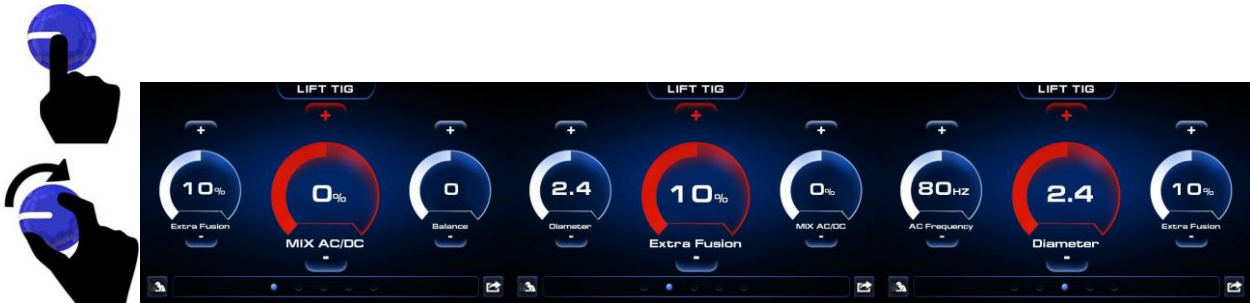 LIFT TIG
+
+
+
10%
0%
0
Extra Fusion
MIX AC/DC
Balance
-
-
-
LIFT TIG
+
+
+
2.4
10%
0%
Diameter
Extra Fusion
MIX AC/DC
-
-
-
LIFT TIG
+
+
+
80HZ
2.4
10%
AC Frequency
Diameter
Extra Fusion
-
-
-